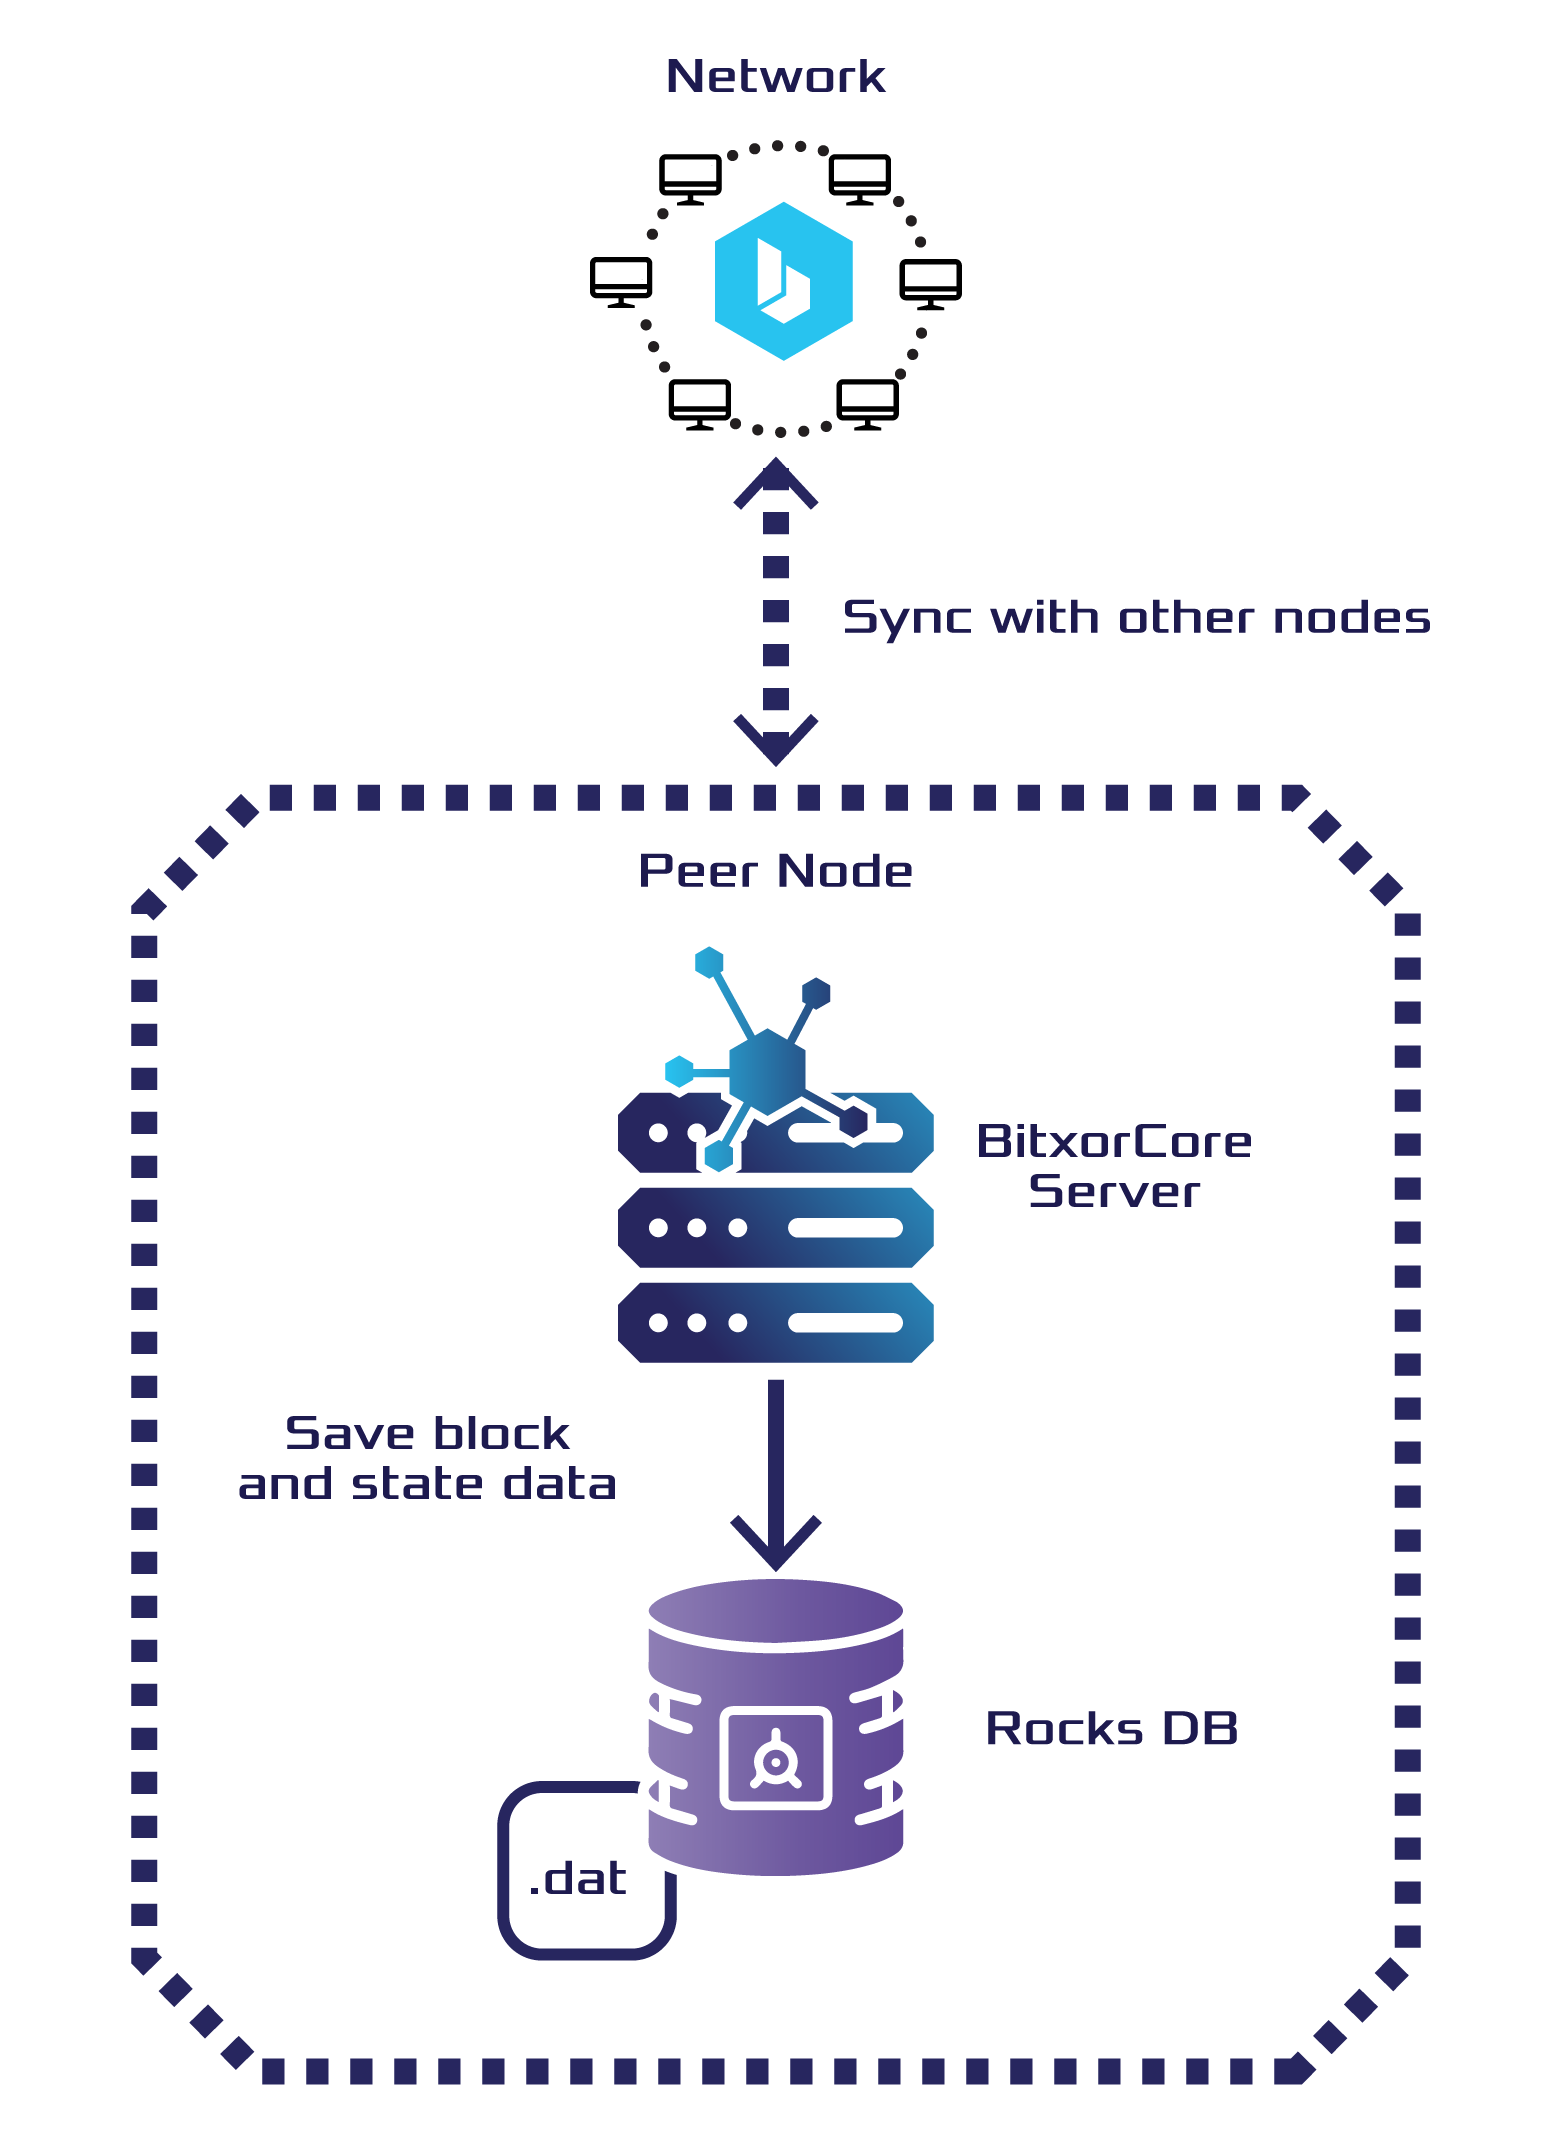 Network
Sync with other nodes
Peer Node
BitxorCore
Server
Save block
and state data
Rocks DB
.dat